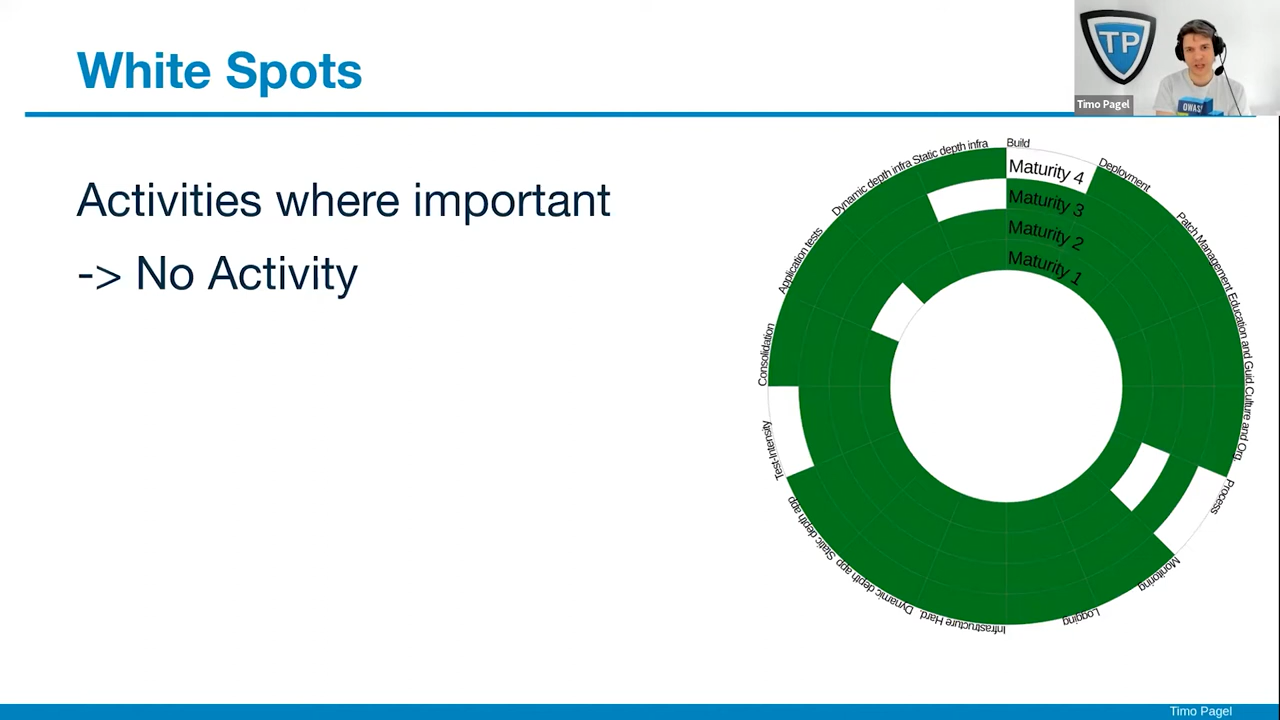 White Spots
TP
Timo Pagel
OWAS
Activities where important
-> No Activity
Build
Deployment
Patch Management
Education and Guid.
Culture and Org.
Process
Monitoring
Logging
Infrastructure Hard.
Dynamic depth app
Static depth app
Test-Intensity
Consolidation
Application tests
Dynamic depth infra
Static depth infra
Maturity 4
Maturity 3
Maturity 2
Maturity 1
Timo Pagel